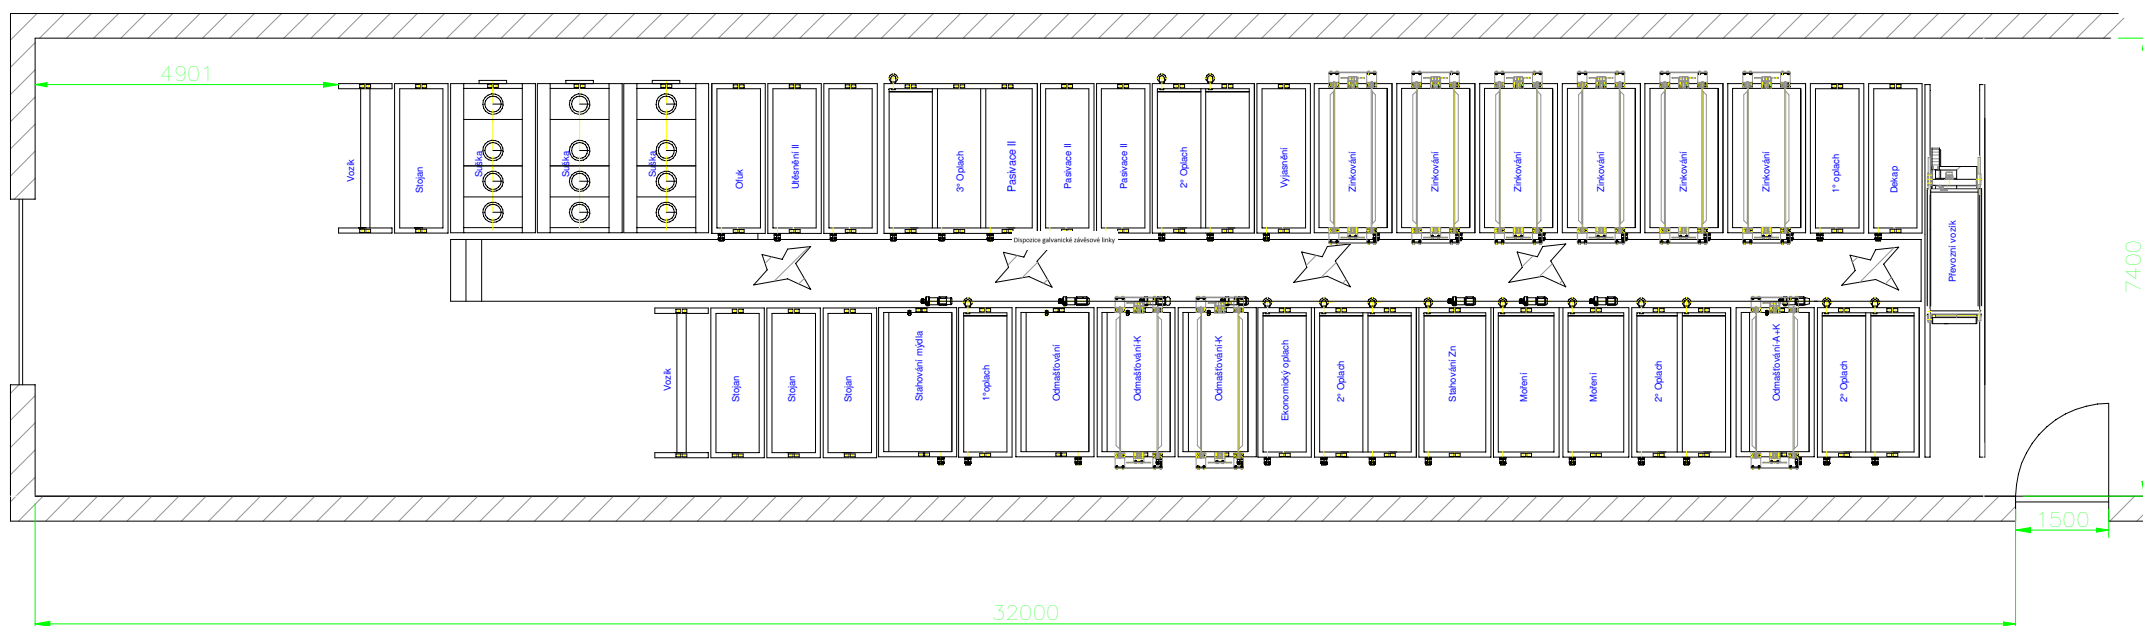 4901
Vozík
Stojan
Suška
Suška
Suška
Ofuk
Utěsnění II
3° Oplach
Pasivace II
Pasivace II
Pasivace II
2° Oplach
Vyjasnění
Zinkování
Zinkování
Zinkování
Zinkování
Zinkování
Zinkování
1° oplach
Dekap
Převozní vozík
7400
Dispozice galvanické závěsové linky
Vozík
Stojan
Stojan
Stojan
Stahování mýdla
1°oplach
Odmašťování
Odmašťování-K
Odmašťování-K
Ekonomický oplach
2° Oplach
Stahování Zn
Moření
Moření
2° Oplach
Odmašťování-A+K
2° Oplach
1500
32000